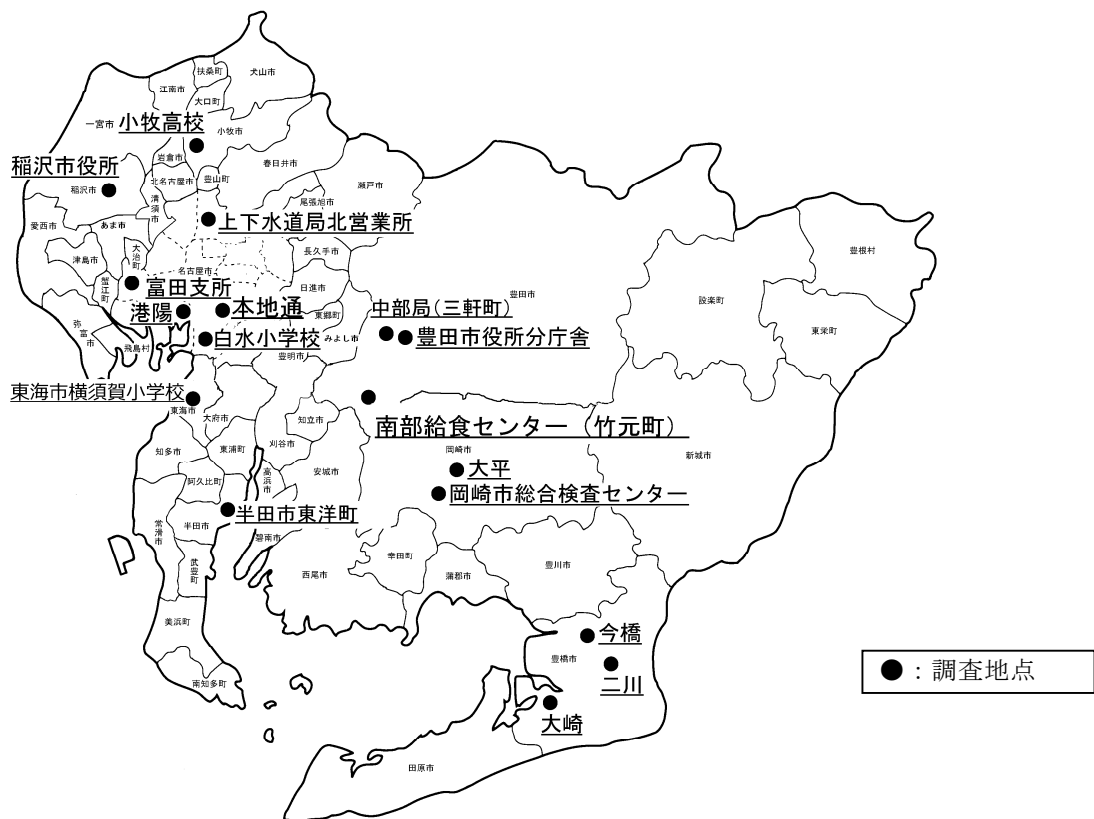 扶桑町
犬山市
江南市
大口町
一宮市
小牧高校
小牧市
岩倉市
春日井市
稲沢市役所
北名古屋市
豊山町
瀬戸市
稲沢市
清須市
尾張旭市
愛西市
あま市
上下水道局北営業所
豊根村
大治町
長久手市
津島市
名古屋市
蟹江町
富田支所
日進市
豊田市
設楽町
港陽
本地通
東郷町
中部局(三軒町)
弥富市
飛島村
白水小学校
みよし市
豊田市役所分庁舎
東栄町
豊明市
東海市横須賀小学校
東海市
大府市
知立市
南部給食センター（竹元町）
知多市
東浦町
刈谷市
岡崎市
新城市
高浜市
安城市
大平
阿久比町
岡崎市総合検査センター
常滑市
半田市
半田市東洋町
碧南市
武豊町
西尾市
幸田町
蒲郡市
豊川市
美浜町
今橋
豊橋市
二川
●：調査地点
南知多町
大崎
田原市